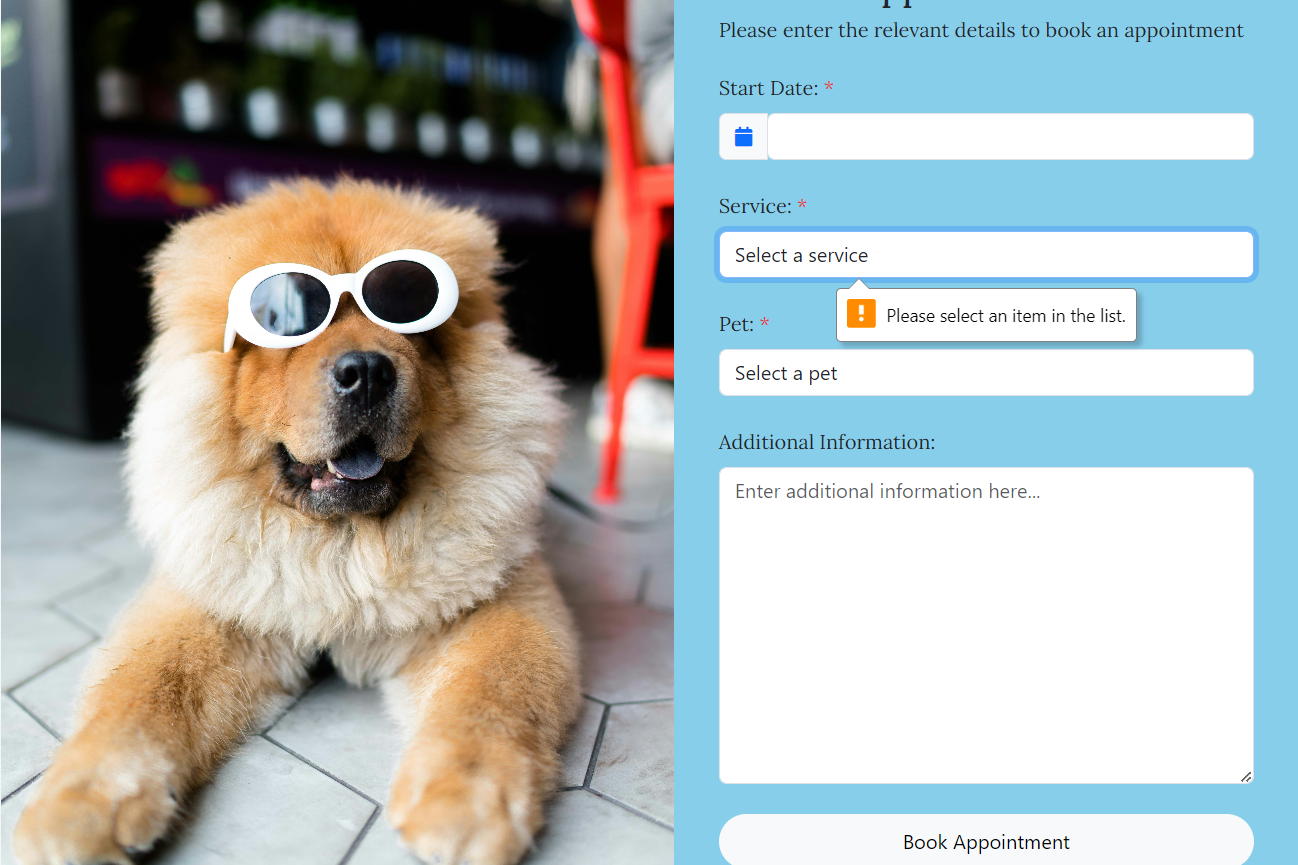 Please enter the relevant details to book an appointment
Start Date: *
Service: *
Select a service
Please select an item in the list.
Pet: *
Select a pet
Additional Information:
Enter additional information here...
Book Appointment